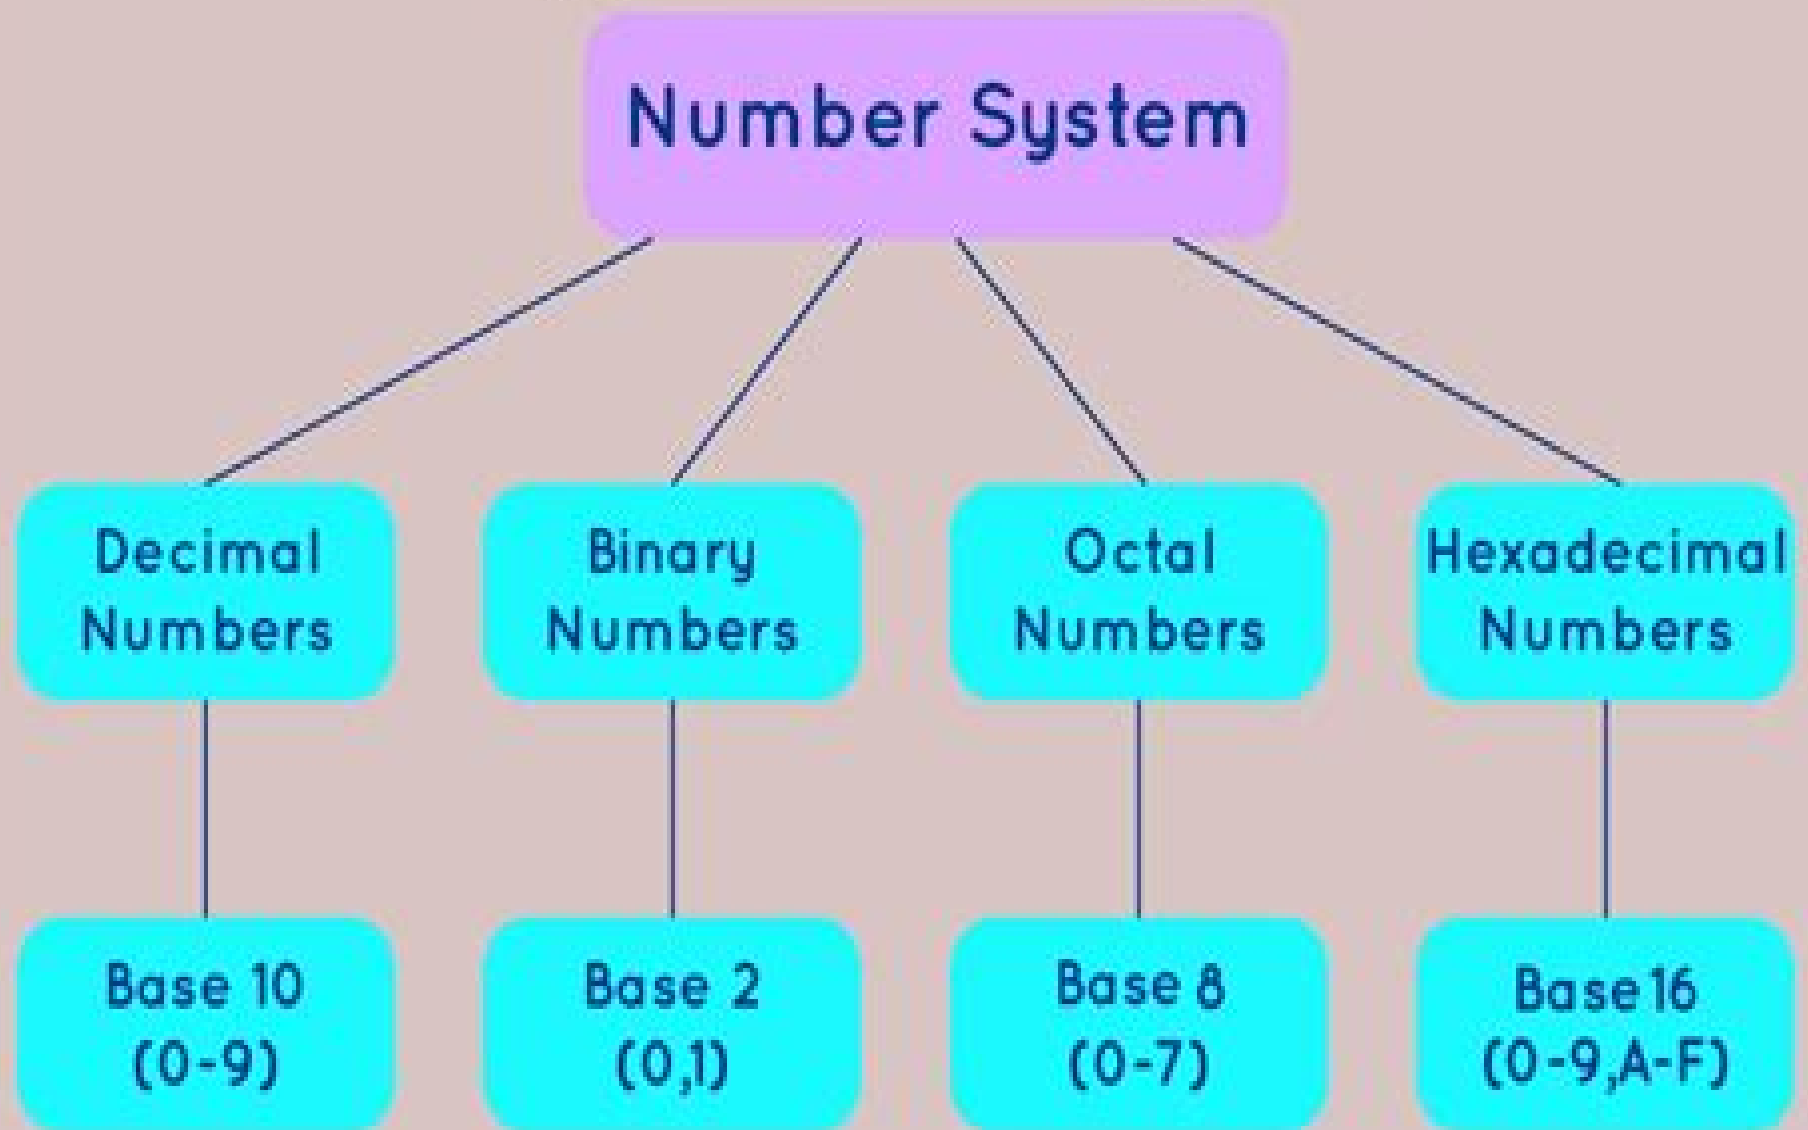 Number System
Decimal
Numbers
Binary
Numbers
Octal
Numbers
Hexadecimal
Numbers
Base 10
(0-9)
Base 2
(0,1)
Base 8
(0-7)
Base 16
(0-9,A-F)